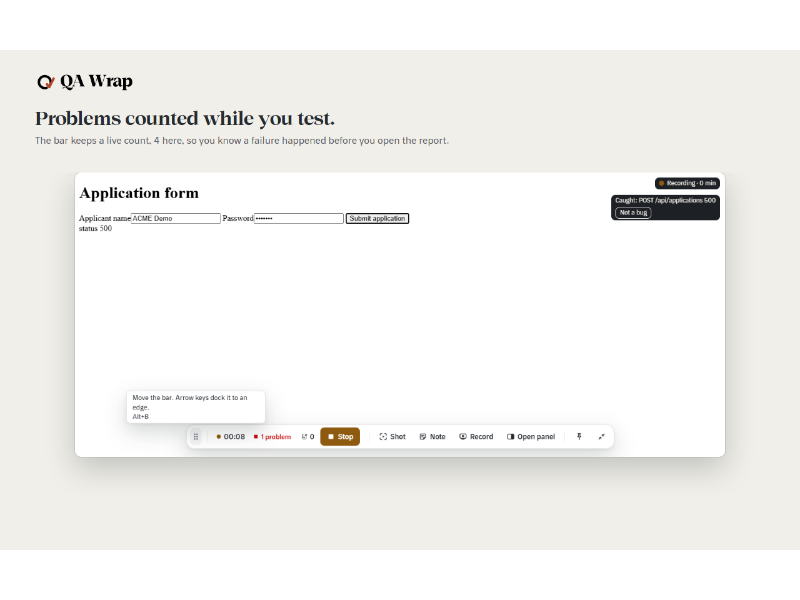 QA Wrap
Problems counted while you test.
The bar keeps a live count, 4 here, so you know a failure happened before you open the report.
Recording · 0 min
Application form
Caught: POST /api/applications 500
Not a bug
Applicant name ACME Demo Password ••••••• Submit application
status 500
Move the bar. Arrow keys dock it to an
edge.
Alt+B
00:08 1 problem 0 Stop Shot Note Record Open panel